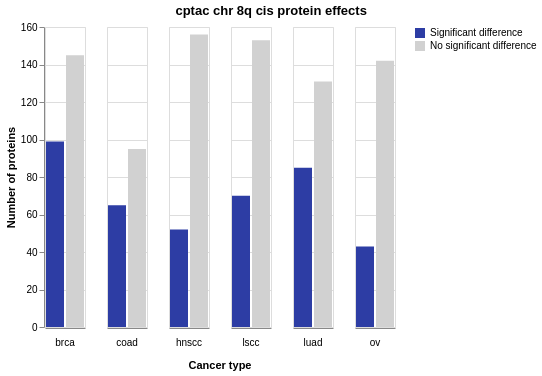 cptac chr 8q cis protein effects
Significant difference
No significant difference
Number of proteins
160
140
120
100
80
60
40
20
0
brca coad hnscc lscc luad ov
Cancer type